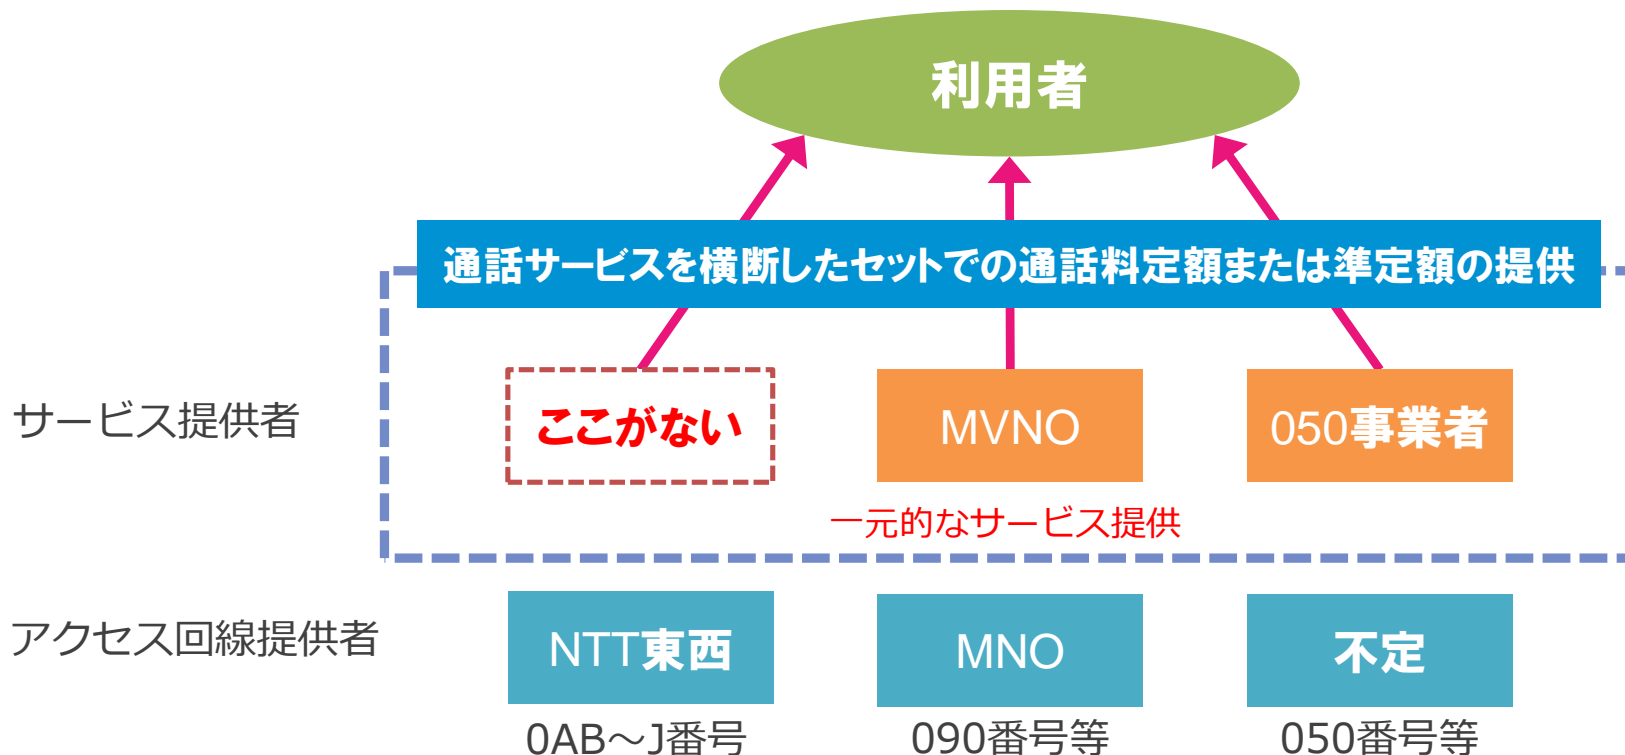 利用者
通話サービスを横断したセットでの通話料定額または準定額の提供
サービス提供者
ここがない
MVNO
050事業者
一元的なサービス提供
アクセス回線提供者
NTT東西
MNO
不定
0AB～J番号
090番号等
050番号等